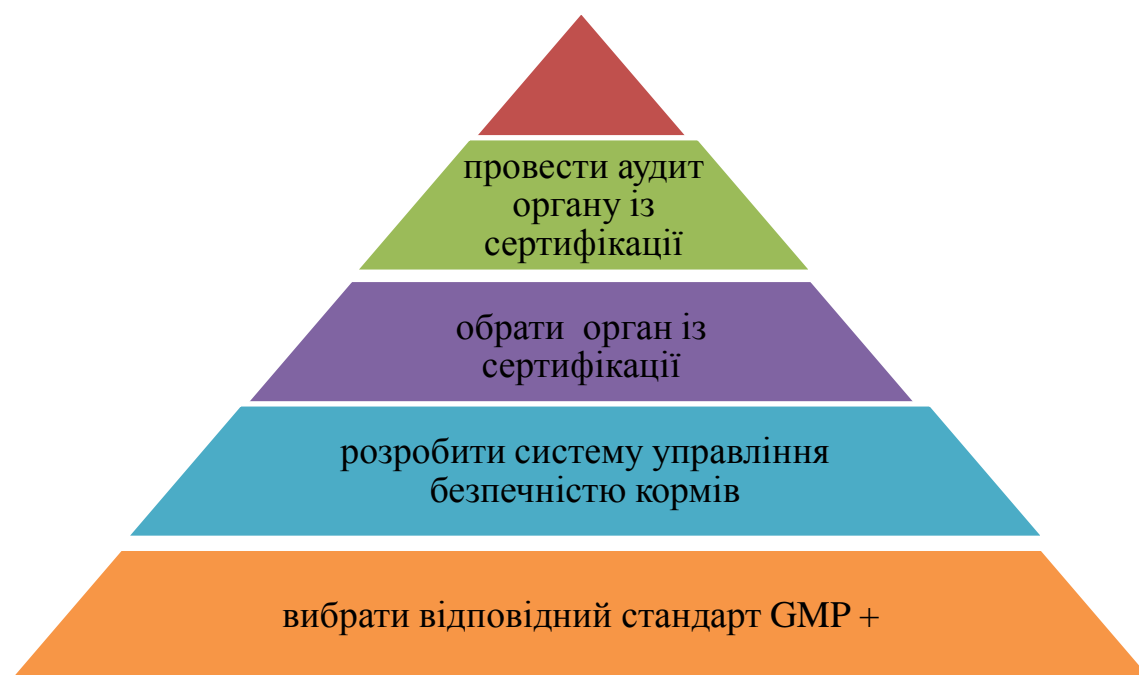 провести аудит
органу із
сертифікації
обрати  орган із
сертифікації
розробити систему управління
безпечністю кормів
вибрати відповідний стандарт GMP +